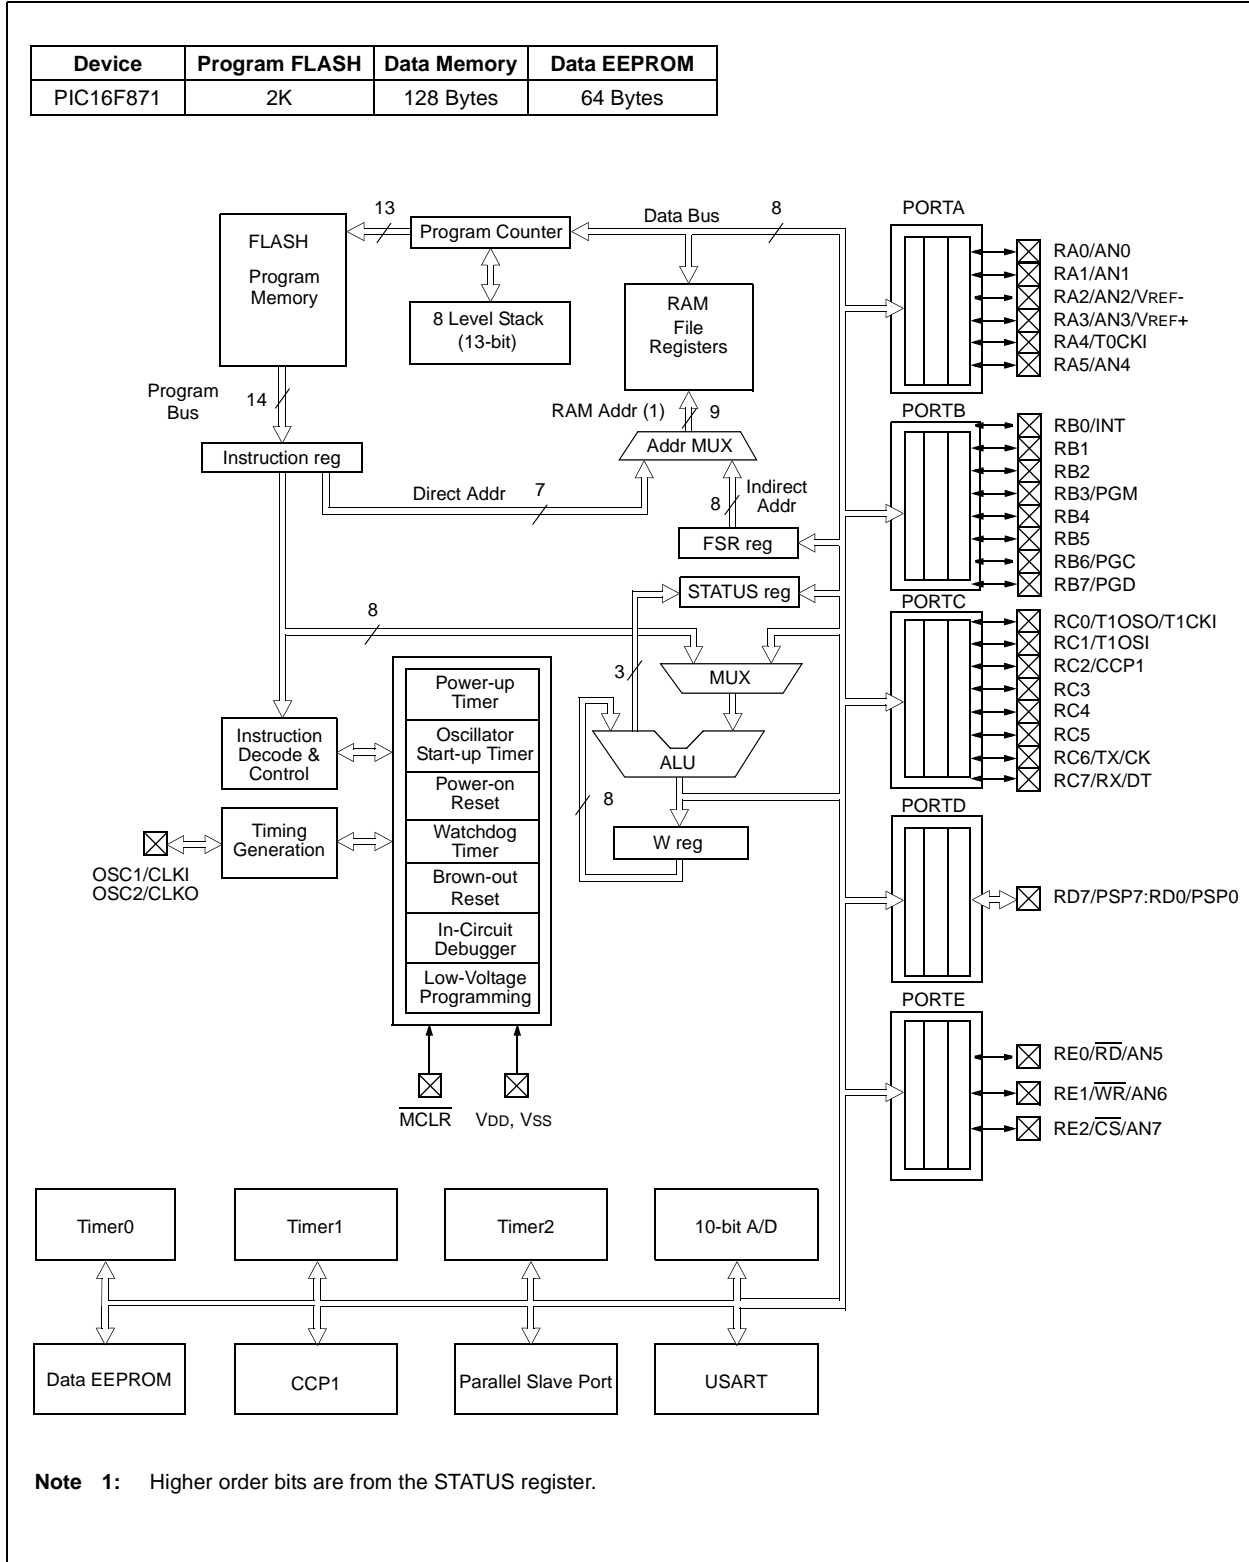 Device Program FLASH Data Memory Data EEPROM
PIC16F871 2K 128 Bytes 64 Bytes
13
Data Bus
8
PORTA
FLASH
Program
Memory
Program Counter
8 Level Stack
(13-bit)
RAM
File
Registers
RA0/AN0
RA1/AN1
RA2/AN2/VREF-
RA3/AN3/VREF+
RA4/T0CKI
RA5/AN4
Program
Bus
14
RAM Addr (1)
9
PORTB
Addr MUX
Instruction reg
Direct Addr
7
8
Indirect
Addr
FSR reg
RB0/INT
RB1
RB2
RB3/PGM
RB4
RB5
RB6/PGC
RB7/PGD
STATUS reg
PORTC
8
3
MUX
RC0/T1OSO/T1CKI
RC1/T1OSI
RC2/CCP1
RC3
RC4
RC5
RC6/TX/CK
RC7/RX/DT
Power-up
Timer
Oscillator
Start-up Timer
Power-on
Reset
Watchdog
Timer
Brown-out
Reset
In-Circuit
Debugger
Low-Voltage
Programming
Instruction
Decode &
Control
ALU
8
W reg
Timing
Generation
OSC1/CLKI
OSC2/CLKO
PORTD
RD7/PSP7:RD0/PSP0
PORTE
RE0/RD/AN5
RE1/WR/AN6
RE2/CS/AN7
MCLR
VDD, VSS
Timer0
Timer1
Timer2
10-bit A/D
Data EEPROM
CCP1
Parallel Slave Port
USART
Note 1: Higher order bits are from the STATUS register.